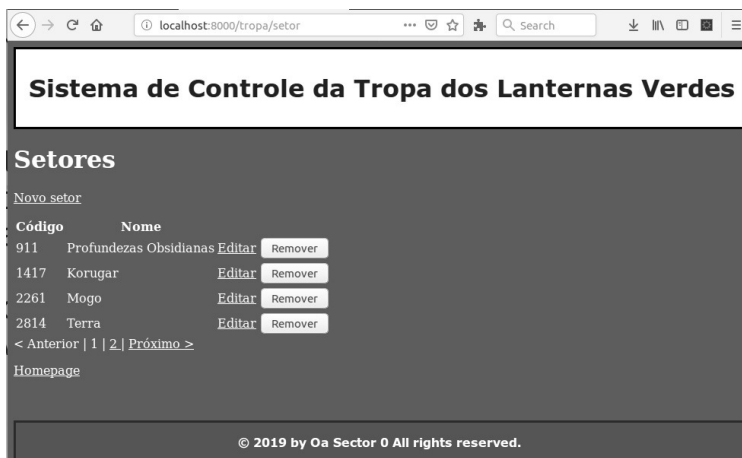 localhost:8000/tropa/setor
Search
Sistema de Controle da Tropa dos Lanternas Verdes
Setores
Novo setor
Código Nome
911 Profundezas Obsidianas Editar Remover
1417 Korugar Editar Remover
2261 Mogo Editar Remover
2814 Terra Editar Remover
< Anterior | 1 | 2 | Próximo >
Homepage
© 2019 by Oa Sector 0 All rights reserved.